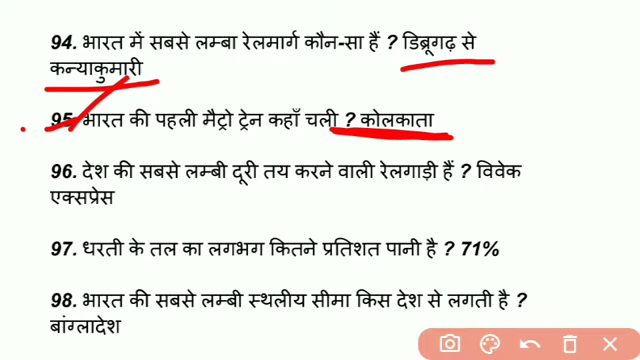 94. भारत में सबसे लम्बा रेलमार्ग कौन-सा हैं ? डिब्रूगढ़ से
कन्याकुमारी
95. भारत की पहली मैट्रो ट्रेन कहाँ चली ? कोलकाता
96. देश की सबसे लम्बी दूरी तय करने वाली रेलगाड़ी हैं ? विवेक
एक्सप्रेस
97. धरती के तल का लगभग कितने प्रतिशत पानी है ? 71%
98. भारत की सबसे लम्बी स्थलीय सीमा किस देश से लगती है ?
बांग्लादेश